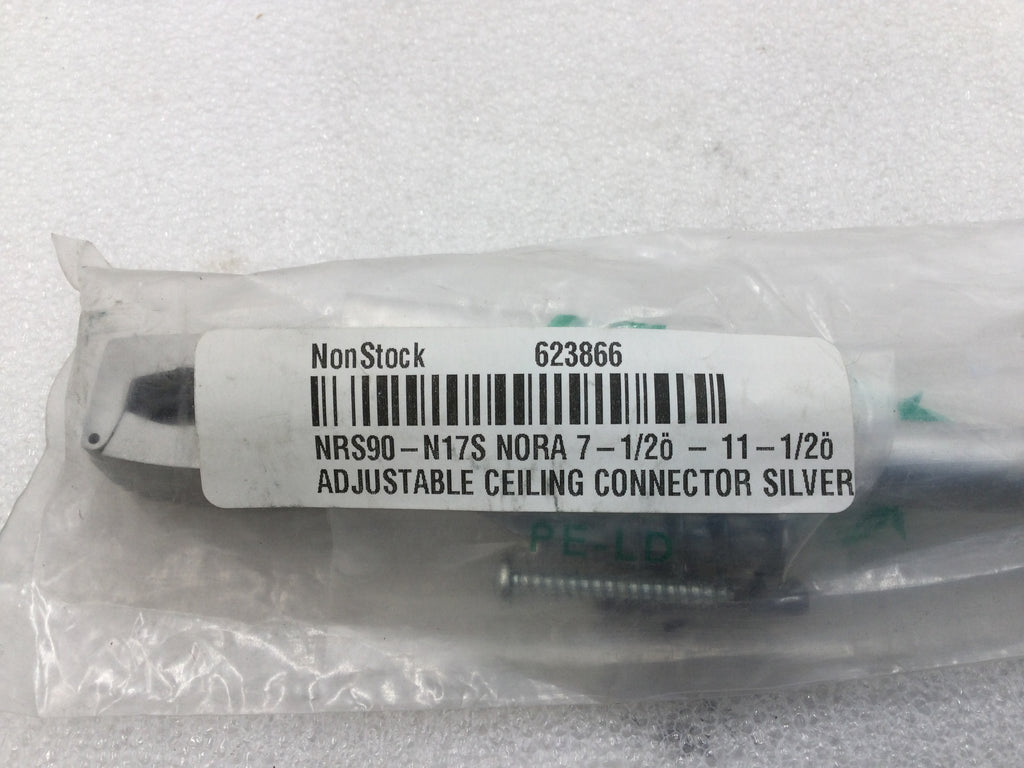 NonStock 623866
NRS90-N17S NORA 7-1/2ö - 11-1/2ö
ADJUSTABLE CEILING CONNECTOR SILVER
PE-LD